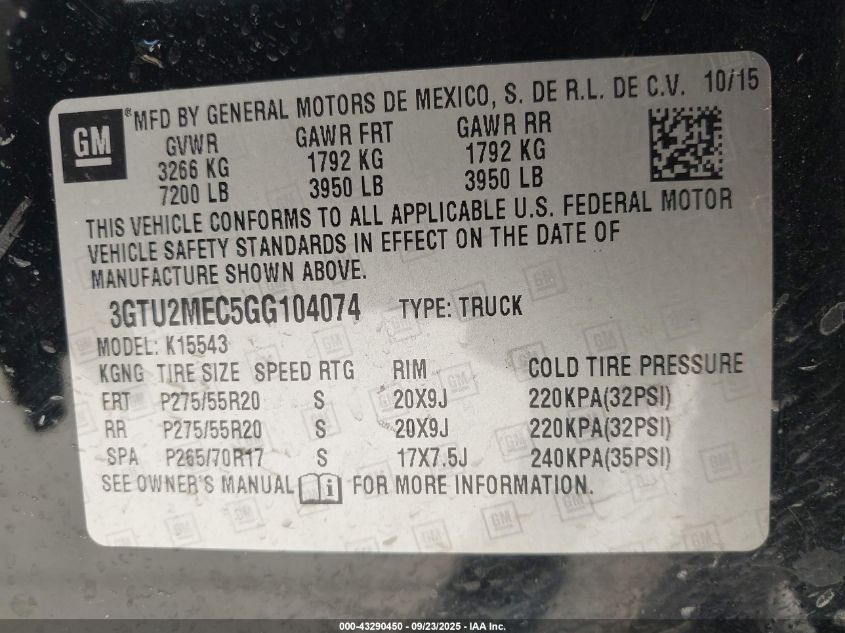 GM
®MFD BY GENERAL MOTORS DE MEXICO, S. DE R.L. DE C.V. 10/15
GVWR GAWR FRT GAWR RR
3266 KG 1792 KG 1792 KG
7200 LB 3950 LB 3950 LB
THIS VEHICLE CONFORMS TO ALL APPLICABLE U.S. FEDERAL MOTOR
VEHICLE SAFETY STANDARDS IN EFFECT ON THE DATE OF
MANUFACTURE SHOWN ABOVE.
3GTU2MEC5GG104074 TYPE: TRUCK
MODEL: K15543
KGNG TIRE SIZE SPEED RTG RIM COLD TIRE PRESSURE
FRT P275/55R20 S 20X9J 220KPA(32PSI)
RR P275/55R20 S 20X9J 220KPA(32PSI)
SPA P265/70R17 S 17X7.5J 240KPA(35PSI)
SEE OWNER'S MANUAL i FOR MORE INFORMATION.
000-43290450 - 09/23/2025 - IAA Inc.